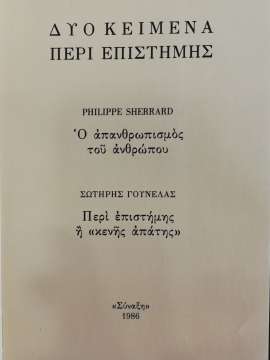 ΔΥΟ ΚΕΙΜΕΝΑ
ΠΕΡΙ ΕΠΙΣΤΗΜΗΣ
PHILIPPE SHERRARD
Ὁ ἀπανθρωπισμὸς
τοῦ ἀνθρώπου
ΣΩΤΗΡΗΣ ΓΟΥΝΕΛΑΣ
Περὶ ἐπιστήμης
ἢ «κενῆς ἀπάτης»
«Σύναξη»
1986